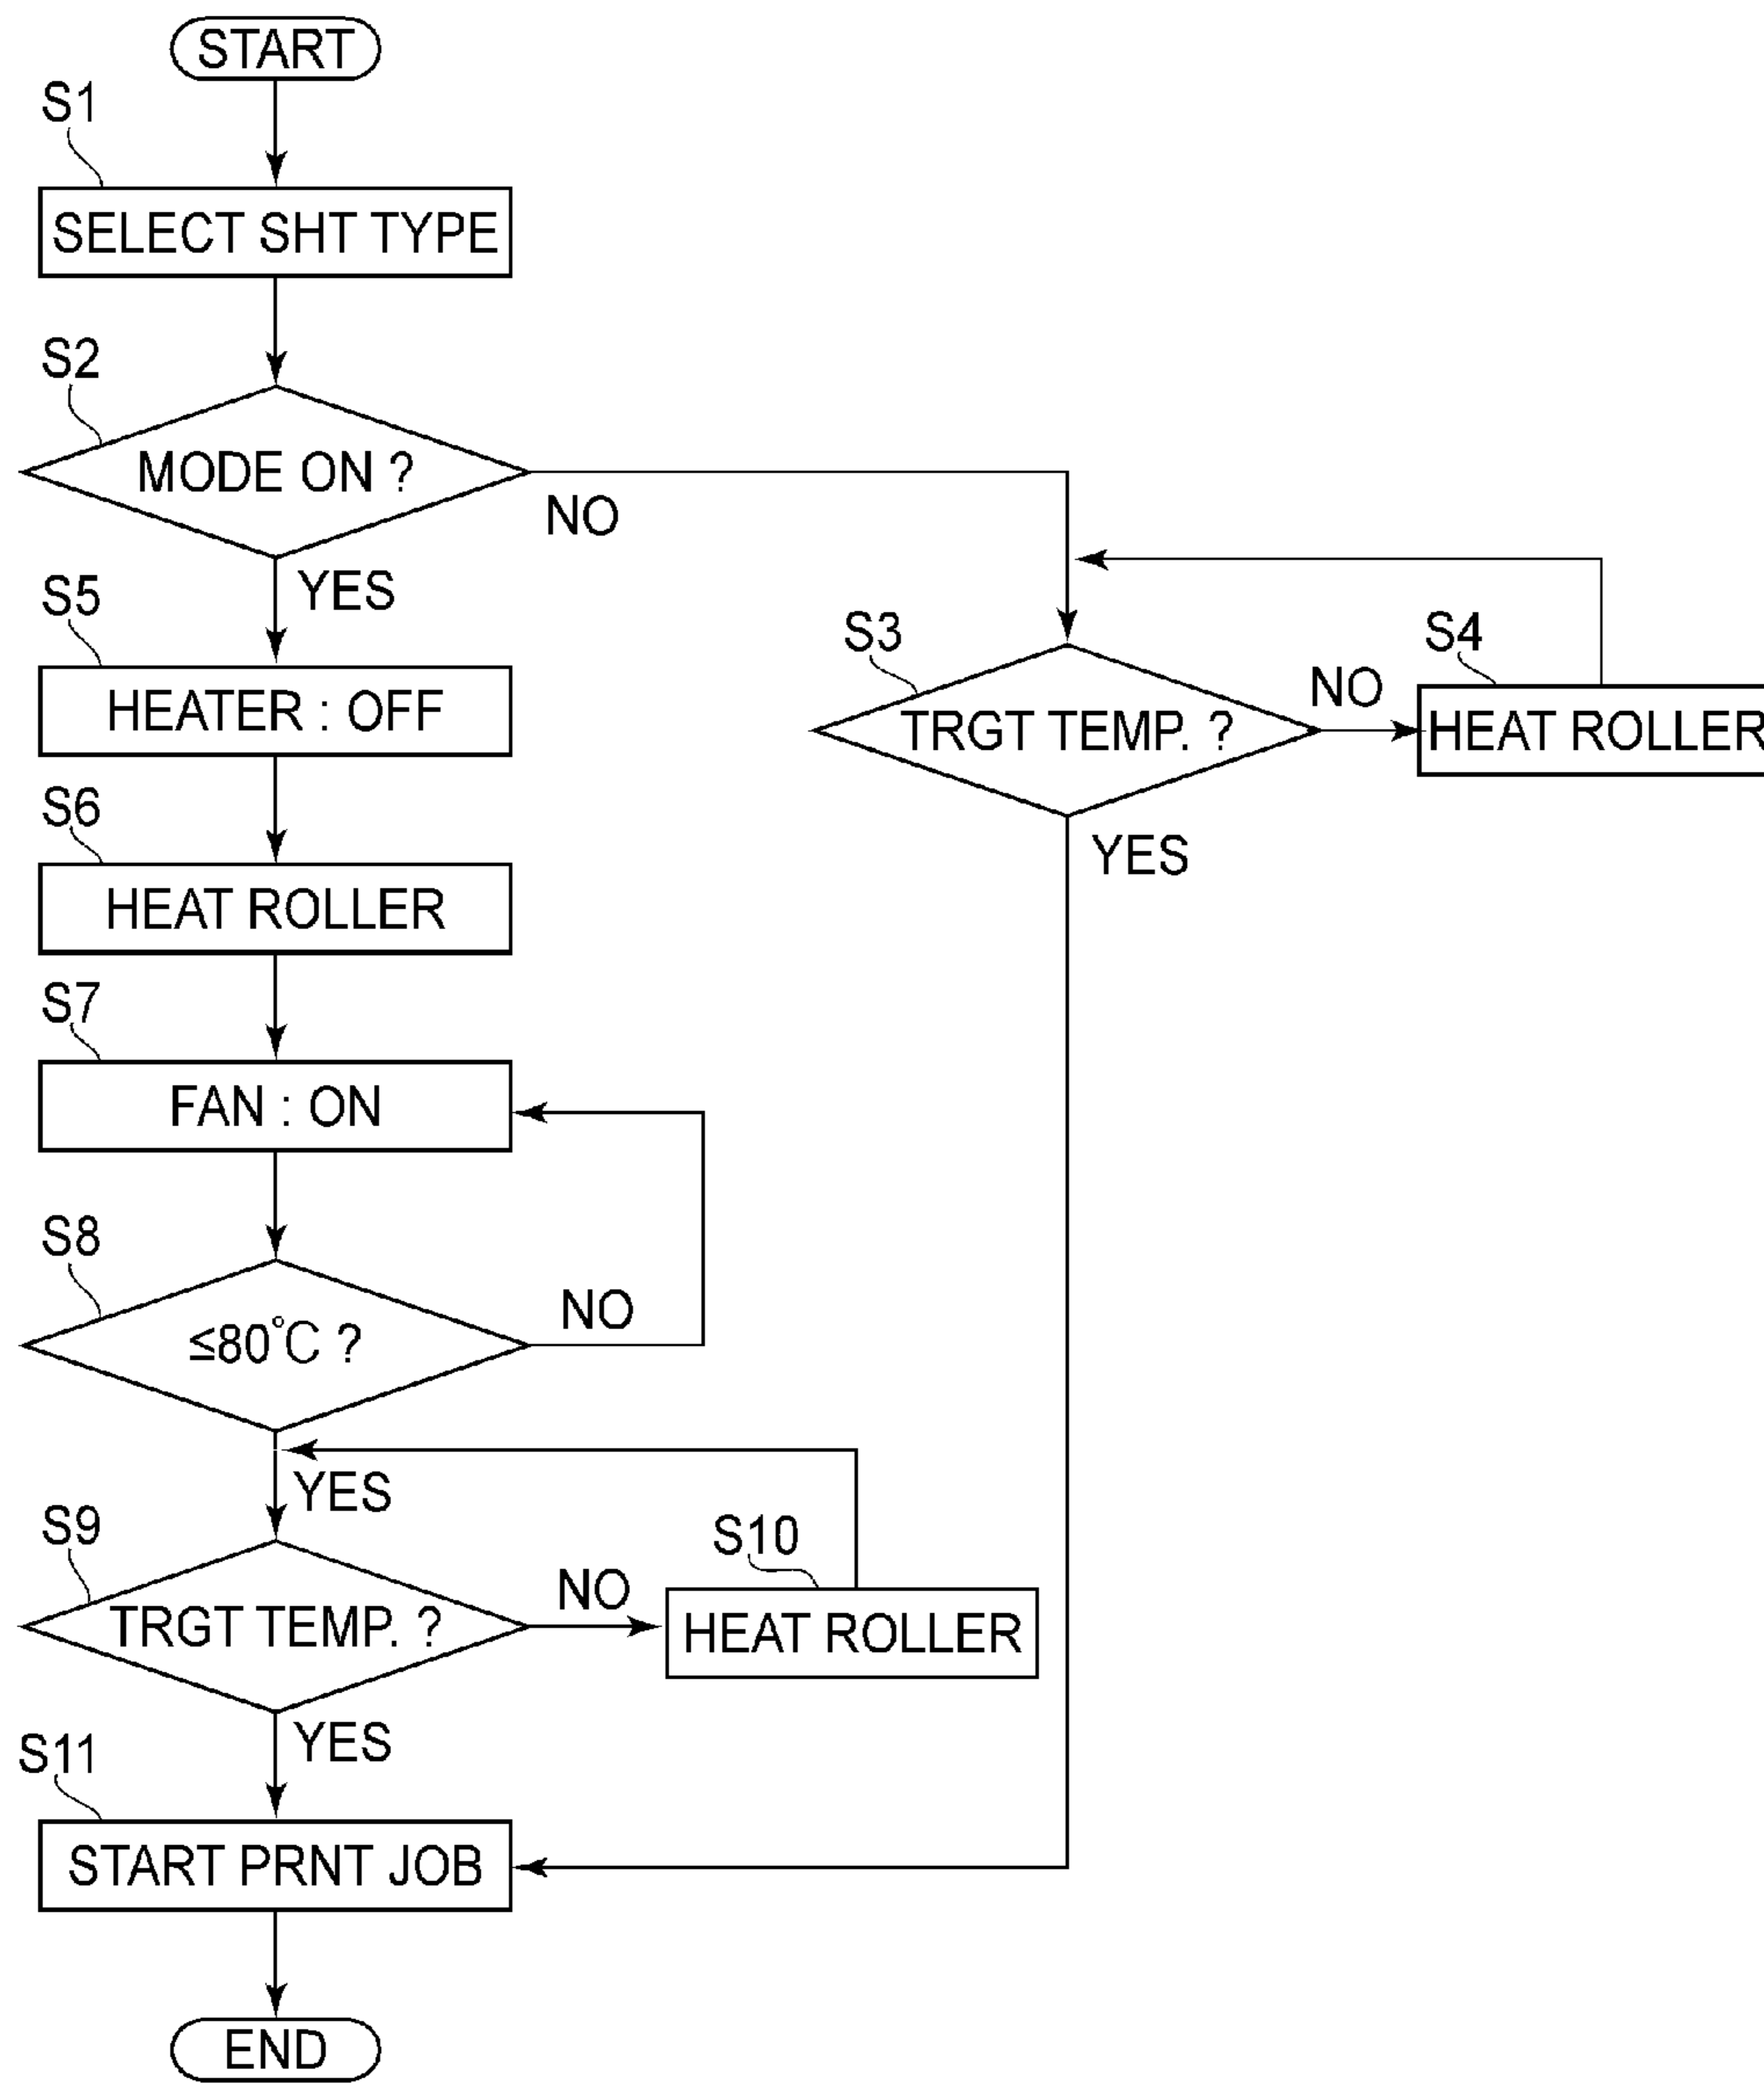 START
S1
SELECT SHT TYPE
S2
MODE ON ?
NO
YES
S5
HEATER : OFF
S3
TRGT TEMP. ?
NO
S4
HEAT ROLLER
YES
S6
HEAT ROLLER
S7
FAN : ON
S8
≤80°C ?
NO
YES
S9
TRGT TEMP. ?
NO
S10
HEAT ROLLER
YES
S11
START PRNT JOB
END